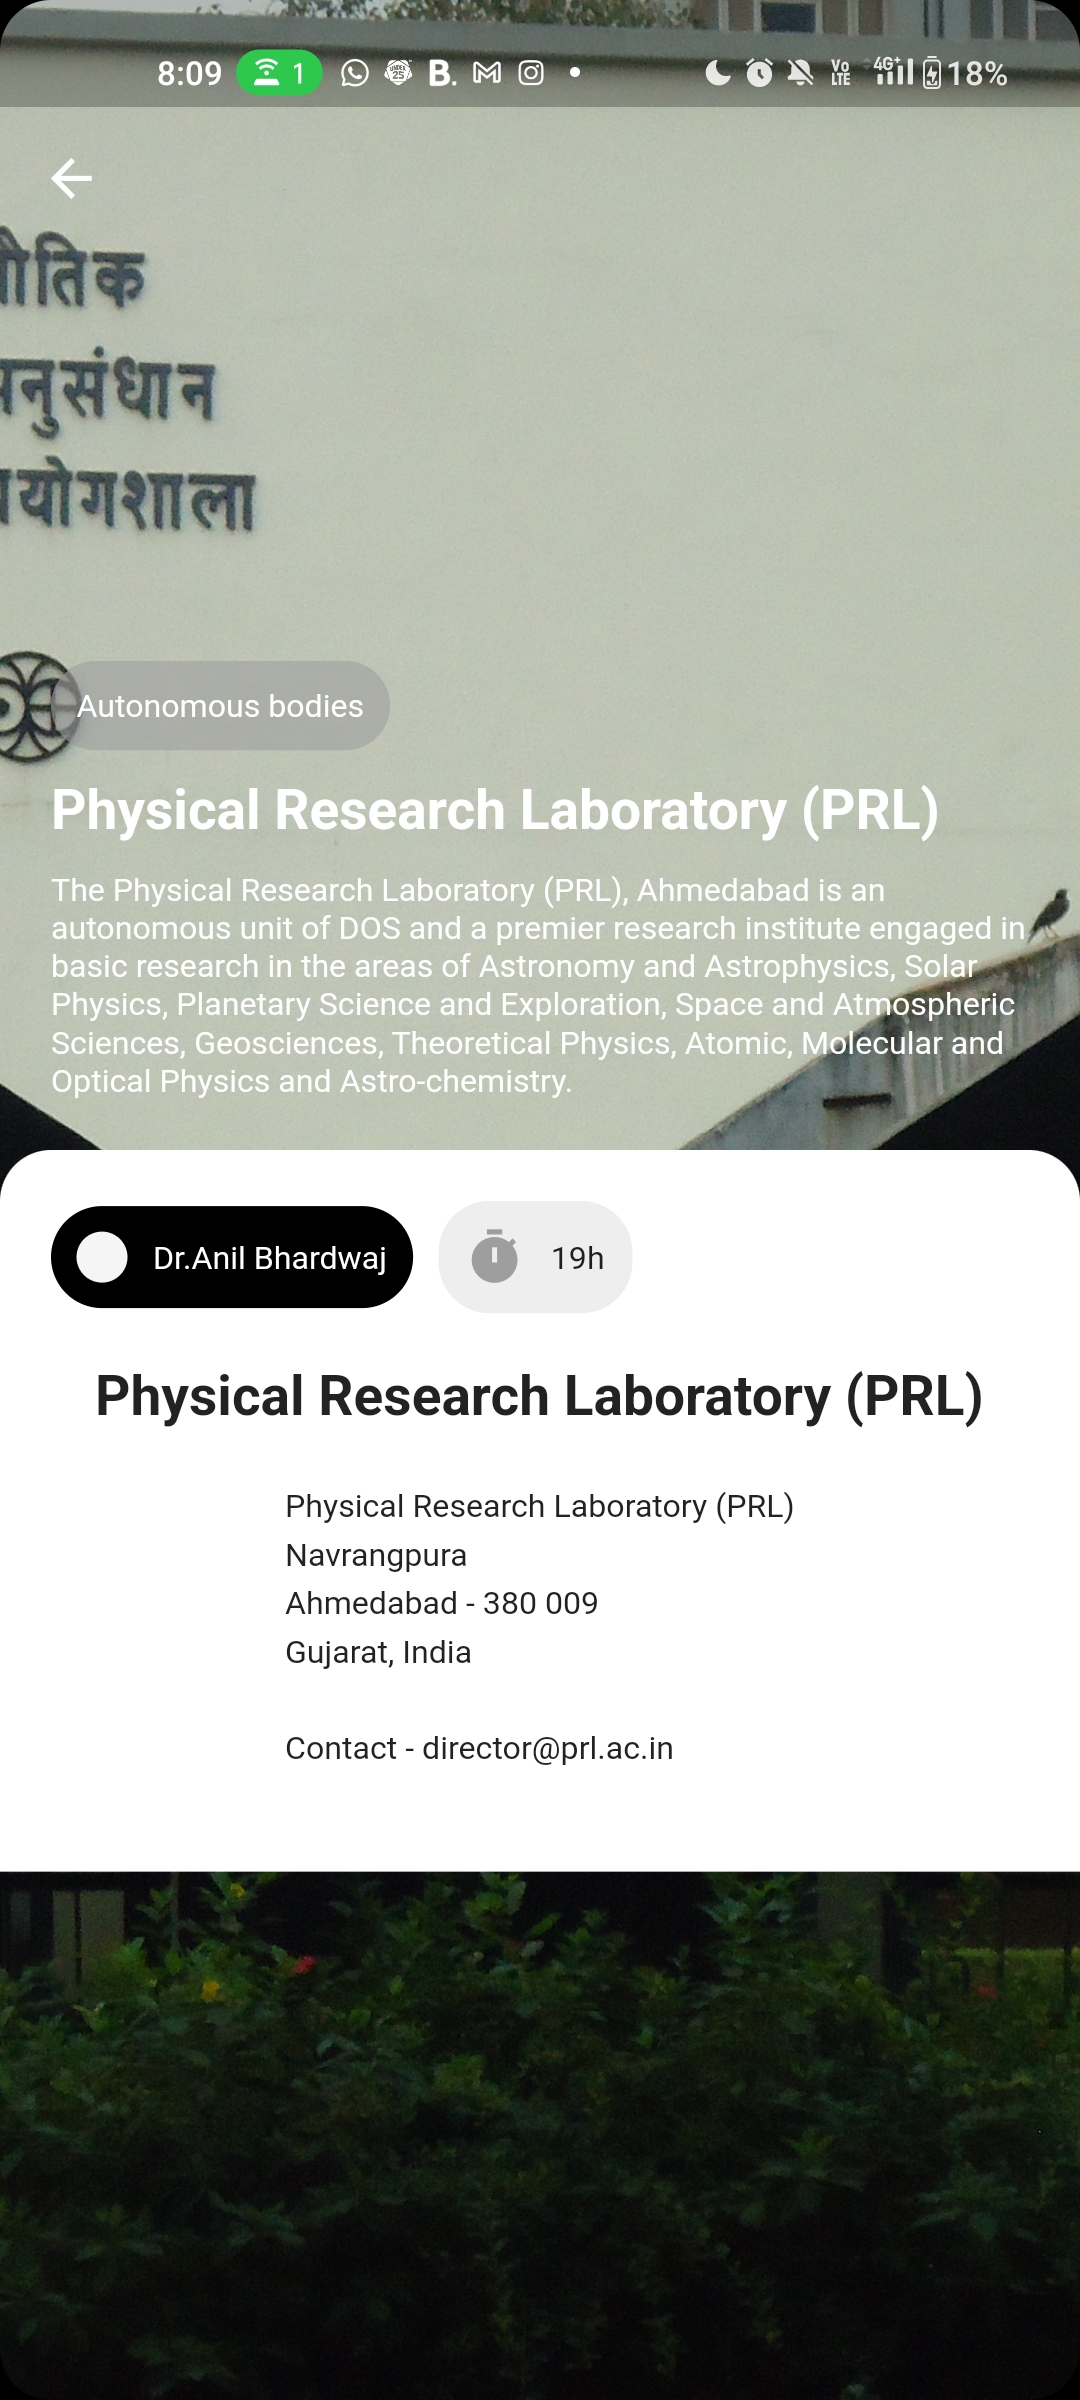 8:09
1
VoLTE
4G+
18%
अनुसंधान
Autonomous bodies
Physical Research Laboratory (PRL)
The Physical Research Laboratory (PRL), Ahmedabad is an
autonomous unit of DOS and a premier research institute engaged in
basic research in the areas of Astronomy and Astrophysics, Solar
Physics, Planetary Science and Exploration, Space and Atmospheric
Sciences, Geosciences, Theoretical Physics, Atomic, Molecular and
Optical Physics and Astro-chemistry.
Dr.Anil Bhardwaj
19h
Physical Research Laboratory (PRL)
Physical Research Laboratory (PRL)
Navrangpura
Ahmedabad - 380 009
Gujarat, India
Contact - director@prl.ac.in